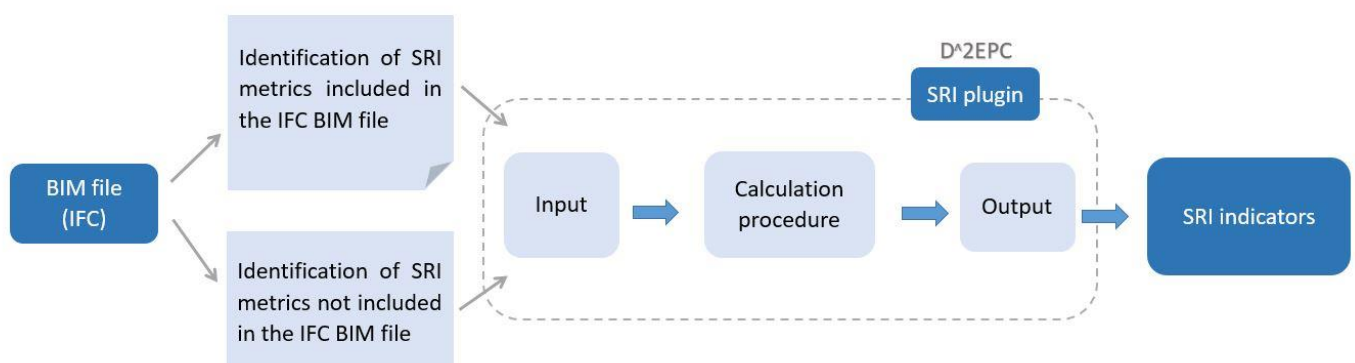 BIM file
(IFC)
Identification of SRI
metrics included in
the IFC BIM file
Identification of SRI
metrics not included
in the IFC BIM file
D^2EPC
SRI plugin
Input
Calculation
procedure
Output
SRI indicators